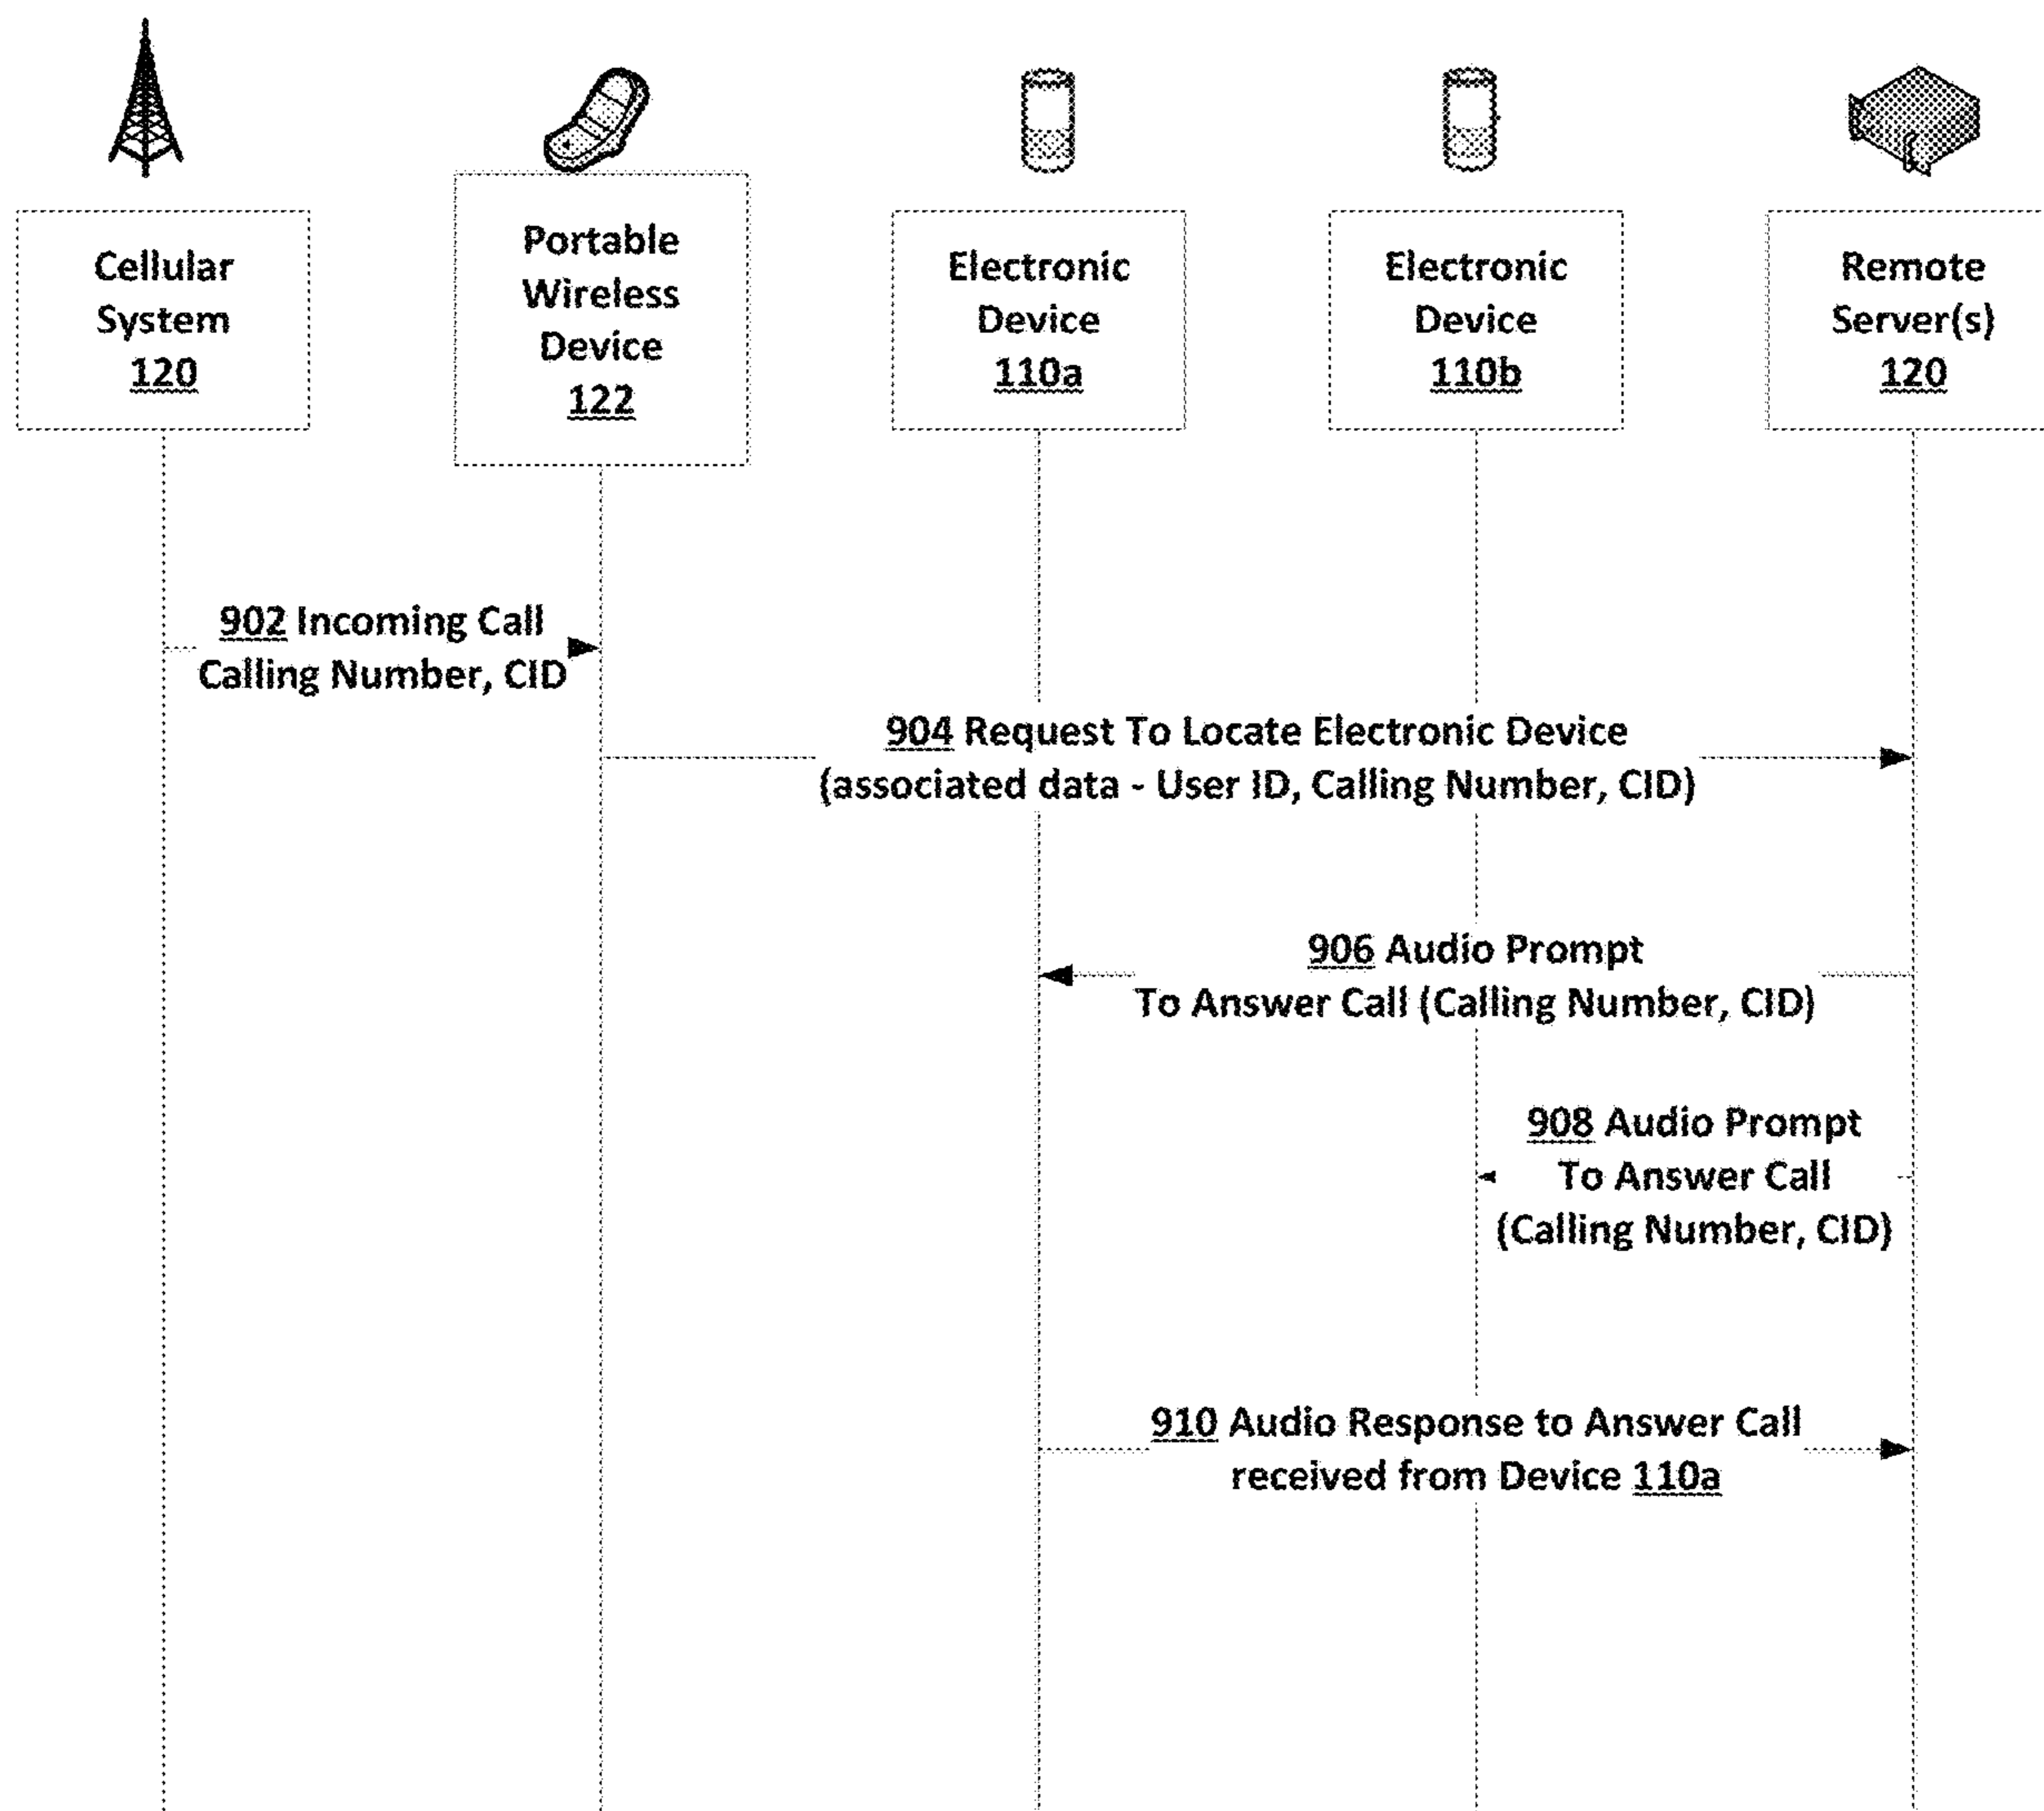 Cellular
System
120
Portable
Wireless
Device
122
Electronic
Device
110a
Electronic
Device
110b
Remote
Server(s)
120
902 Incoming Call
Calling Number, CID
904 Request To Locate Electronic Device
(associated data - User ID, Calling Number, CID)
906 Audio Prompt
To Answer Call (Calling Number, CID)
908 Audio Prompt
To Answer Call
(Calling Number, CID)
910 Audio Response to Answer Call
received from Device 110a